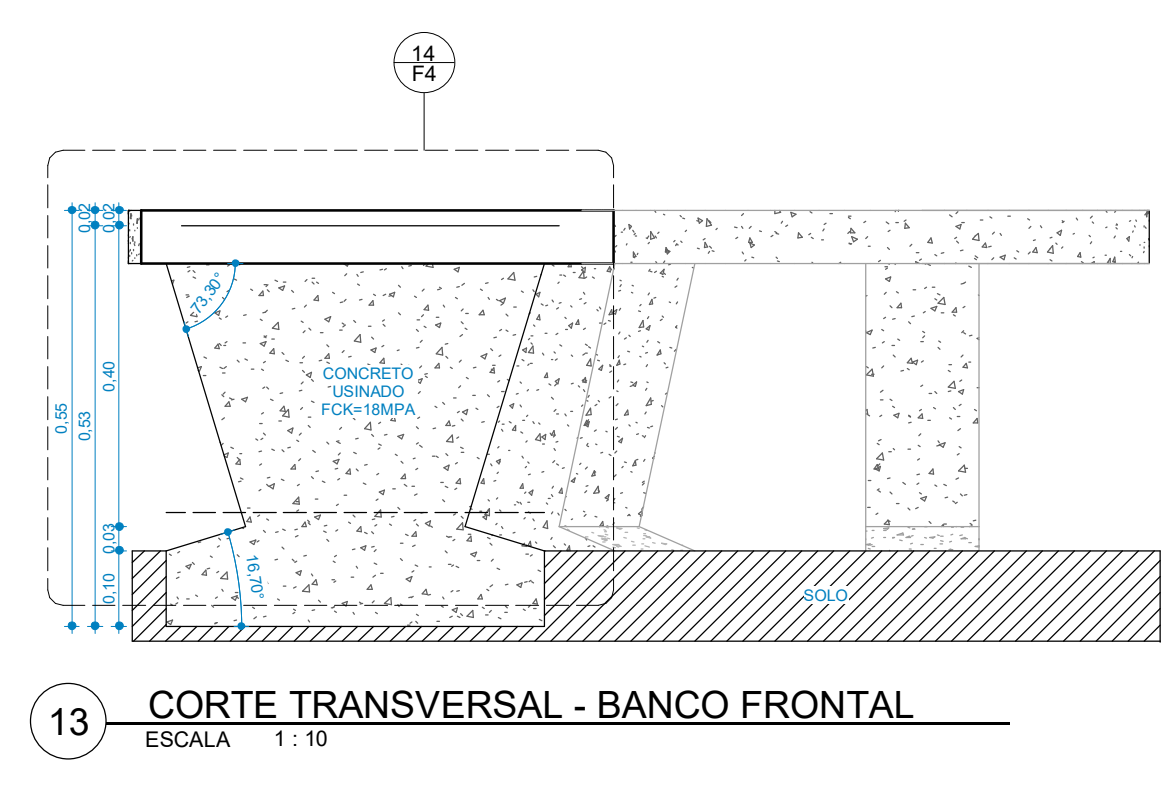 14
F4
0,02
0,02
73,30°
CONCRETO
USINADO
FCK=18MPA
0,40
0,55
0,53
0,03
0,10
16,70°
SOLO
13
CORTE TRANSVERSAL - BANCO FRONTAL
ESCALA 1 : 10